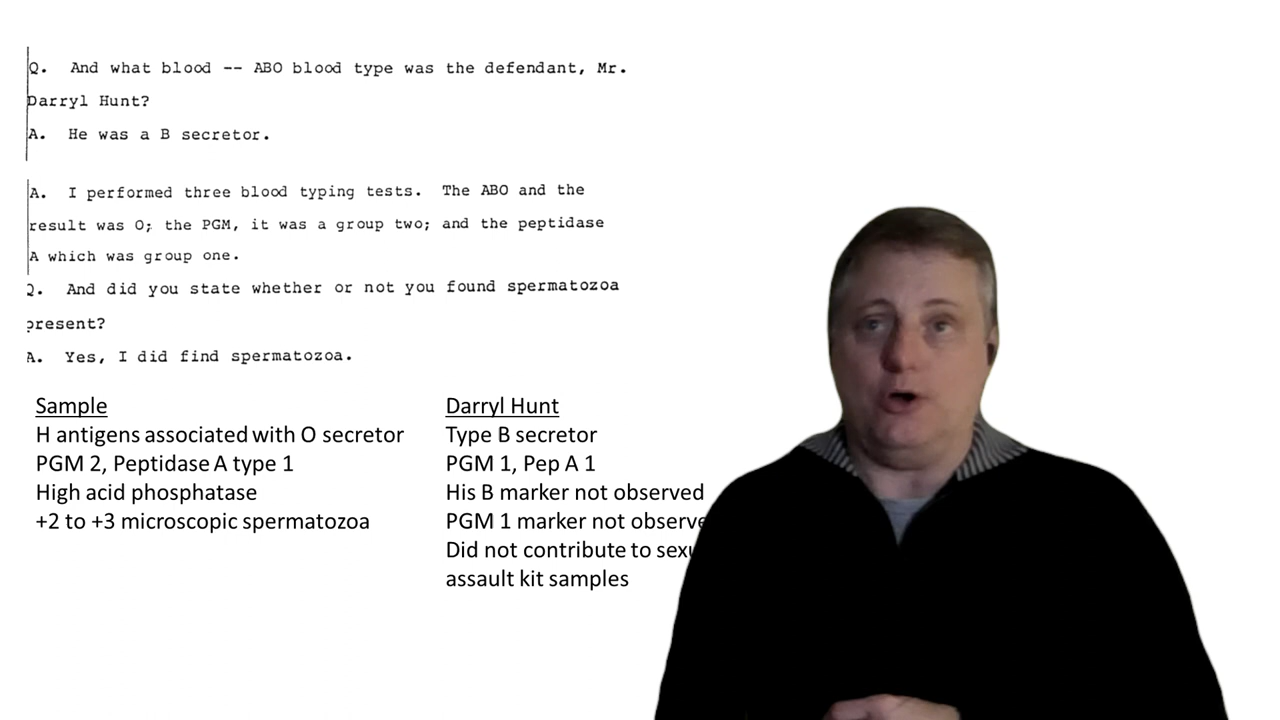 Q. And what blood -- ABO blood type was the defendant, Mr.
Darryl Hunt?
A. He was a B secretor.
A. I performed three blood typing tests. The ABO and the
result was O; the PGM, it was a group two; and the peptidase
A which was group one.
Q. And did you state whether or not you found spermatozoa
present?
A. Yes, I did find spermatozoa.
Sample
H antigens associated with O secretor
PGM 2, Peptidase A type 1
High acid phosphatase
+2 to +3 microscopic spermatozoa
Darryl Hunt
Type B secretor
PGM 1, Pep A 1
His B marker not observed
PGM 1 marker not observe
Did not contribute to sexu
assault kit samples